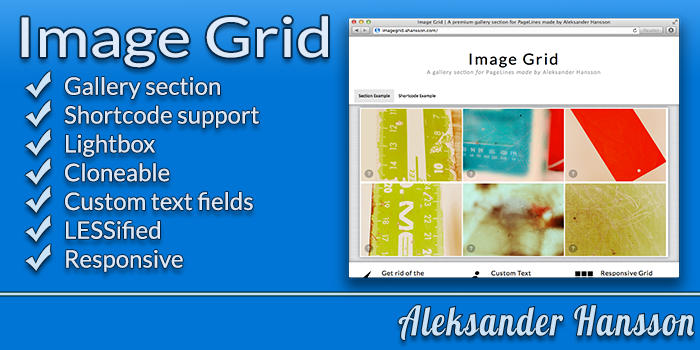 Image Grid
Gallery section
Shortcode support
Lightbox
Cloneable
Custom text fields
LESSified
Responsive
Image Grid | A premium gallery section for PageLines made by Aleksander Hansson
imagegrid.ahansson.com/
Reader
Image Grid
A gallery section for PageLines made by Aleksander Hansson
Section Example
Shortcode Example
Get rid of the
Custom Text
Responsive Grid
Aleksander Hansson